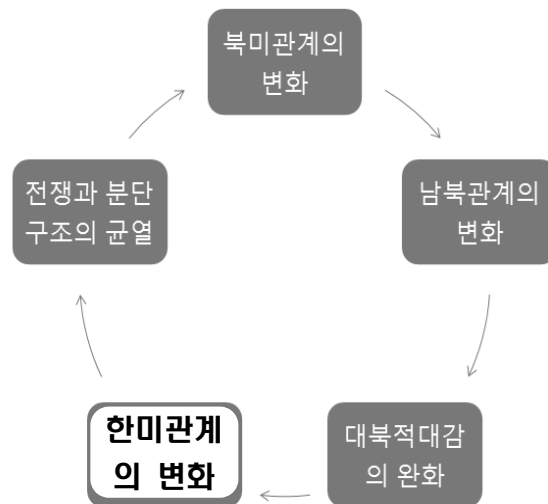 북미관계의
변화
남북관계의
변화
대북적대감
의 완화
한미관계
의 변화
전쟁과 분단
구조의 균열